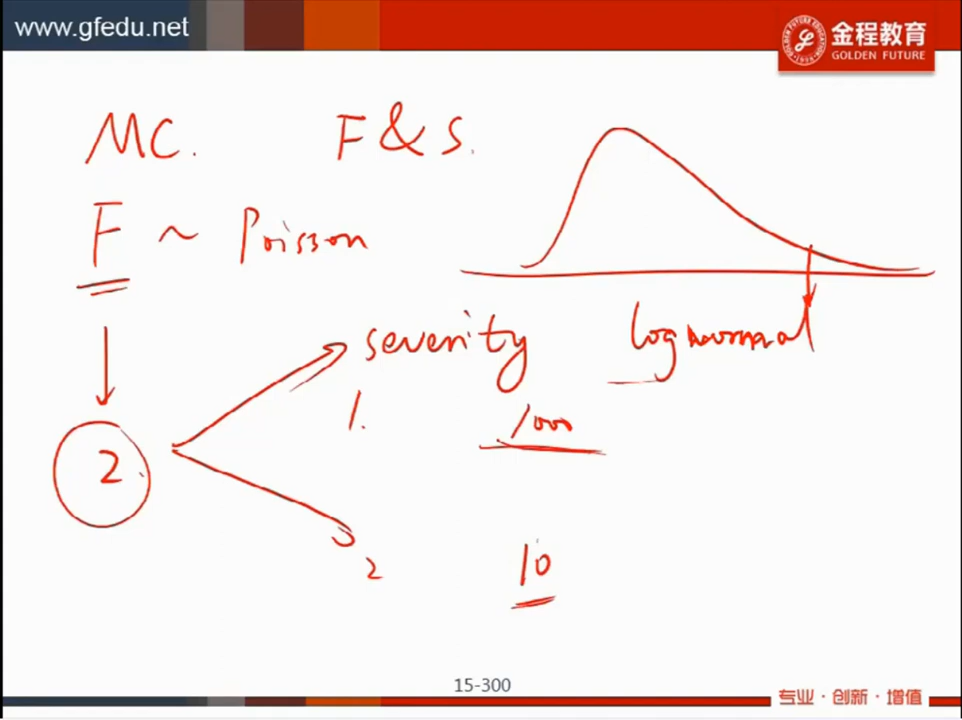 www.gfedu.net
金程教育
GOLDEN FUTURE
MC. F&S.
F ~ Poisson
severity lognormal
1. 1000
2.
2 10
15-300
专业·创新·增值